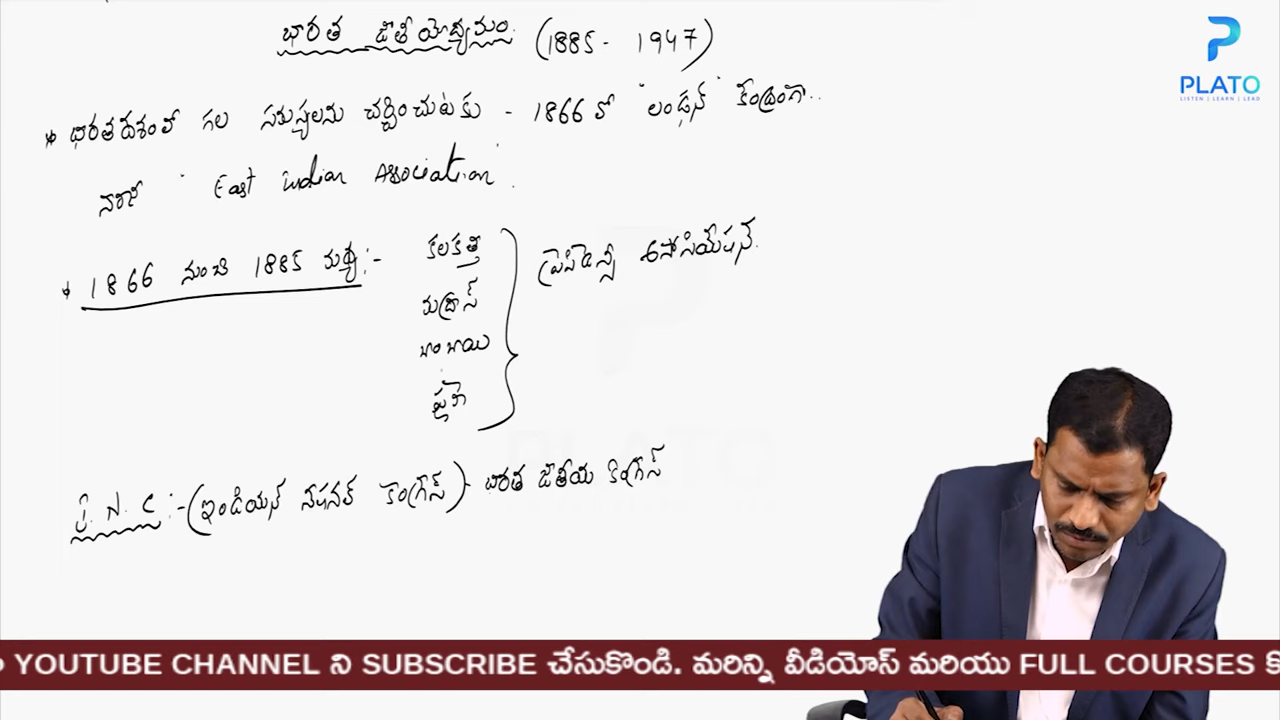 భారత జాతీయోద్యమం (1885 - 1947)
PLATO
LISTEN | LEARN | LEAD
* భారతదేశంలో గల సమస్యలను చర్చించుటకు - 1866 లో "లండన్" కేంద్రంగా..
నౌరోజీ "East Indian Association".
* 1866 నుంచి 1885 మధ్య :-
కలకత్తా
మద్రాస్
బాంబాయి
పూణె
ప్రెసిడెన్సీ అసోసియేషన్.
I. N. C :- (ఇండియన్ నేషనల్ కాంగ్రెస్) - భారత జాతీయ కాంగ్రెస్
YOUTUBE CHANNEL ని SUBSCRIBE చేసుకొండి. మరిన్ని వీడియోస్ మరియు FULL COURSES